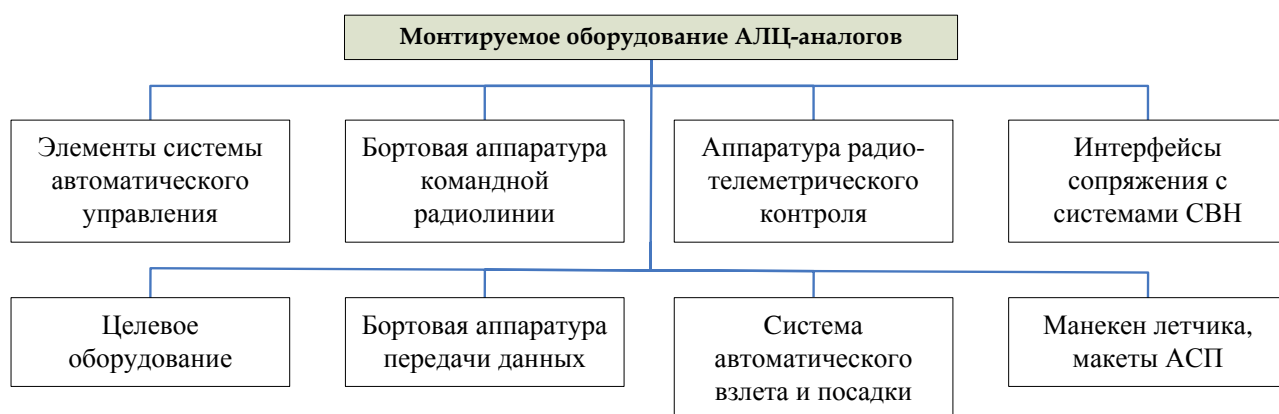 Монтируемое оборудование АЛЦ-аналогов
Элементы системы
автоматического
управления
Бортовая аппаратура
командной
радиолинии
Аппаратура радио-
телеметрического
контроля
Интерфейсы
сопряжения с
системами СВН
Целевое
оборудование
Бортовая аппаратура
передачи данных
Система
автоматического
взлета и посадки
Манекен летчика,
макеты АСП